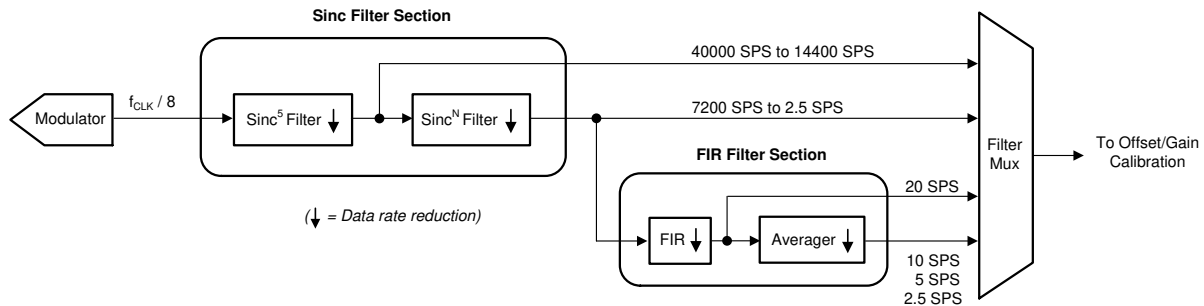 Sinc Filter Section
40000 SPS to 14400 SPS
fCLK / 8
Modulator
Sinc5 Filter
SincN Filter
7200 SPS to 2.5 SPS
FIR Filter Section
Filter
Mux
To Offset/Gain
Calibration
20 SPS
(↓ = Data rate reduction)
FIR
Averager
10 SPS
5 SPS
2.5 SPS